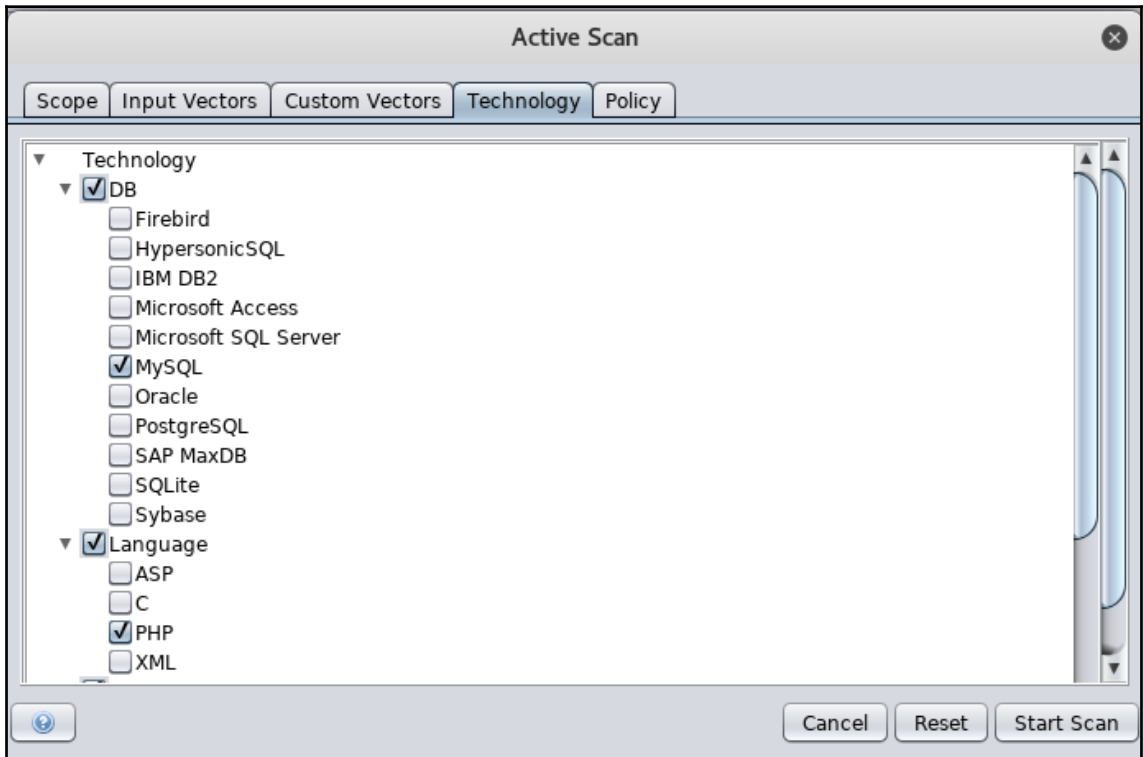 Active Scan
Scope Input Vectors Custom Vectors Technology Policy
Technology
DB
Firebird
HypersonicSQL
IBM DB2
Microsoft Access
Microsoft SQL Server
MySQL
Oracle
PostgreSQL
SAP MaxDB
SQLite
Sybase
Language
ASP
C
PHP
XML
Cancel Reset Start Scan